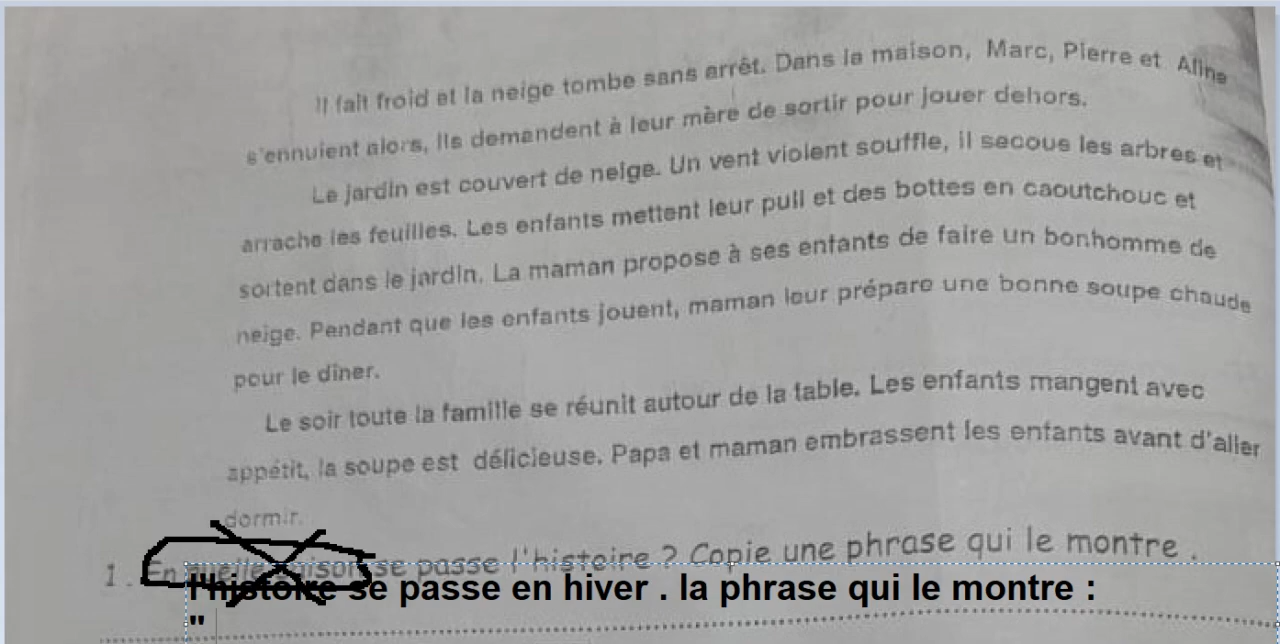 Il fait froid et la neige tombe sans arrêt. Dans la maison, Marc, Pierre et Aline
s'ennuient alors, ils demandent à leur mère de sortir pour jouer dehors.
Le jardin est couvert de neige. Un vent violent souffle, il secoue les arbres et
arrache les feuilles. Les enfants mettent leur pull et des bottes en caoutchouc et
sortent dans le jardin. La maman propose à ses enfants de faire un bonhomme de
neige. Pendant que les enfants jouent, maman leur prépare une bonne soupe chaude
pour le dîner.
Le soir toute la famille se réunit autour de la table. Les enfants mangent avec
appétit, la soupe est délicieuse. Papa et maman embrassent les enfants avant d'aller
dormir.
1. En quelle saison se passe l'histoire ? Copie une phrase qui le montre.
l'histoire se passe en hiver . la phrase qui le montre :
"